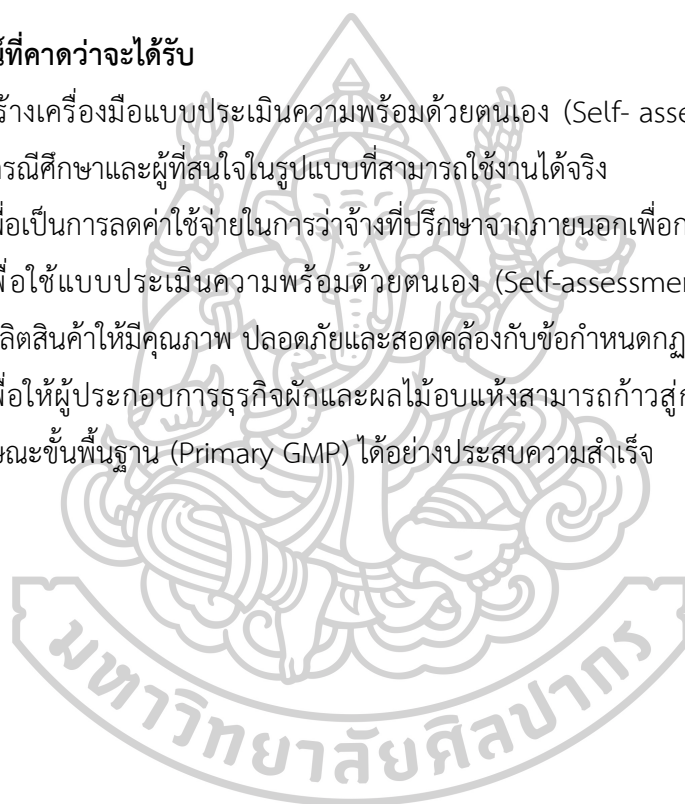 ที่คาดว่าจะได้รับ
ร้างเครื่องมือแบบประเมินความพร้อมด้วยตนเอง (Self- asse
กรณีศึกษาและผู้ที่สนใจในรูปแบบที่สามารถใช้งานได้จริง
พื่อเป็นการลดค่าใช้จ่ายในการว่าจ้างที่ปรึกษาจากภายนอกเพื่อก
พื่อใช้แบบประเมินความพร้อมด้วยตนเอง (Self-assessmen
ลิตสินค้าให้มีคุณภาพ ปลอดภัยและสอดคล้องกับข้อกำหนดกฎ
พื่อให้ผู้ประกอบการธุรกิจผักและผลไม้อบแห้งสามารถก้าวสู่ก
ษณะขั้นพื้นฐาน (Primary GMP) ได้อย่างประสบความสำเร็จ
มหาวิทยาลัยศิลปากร